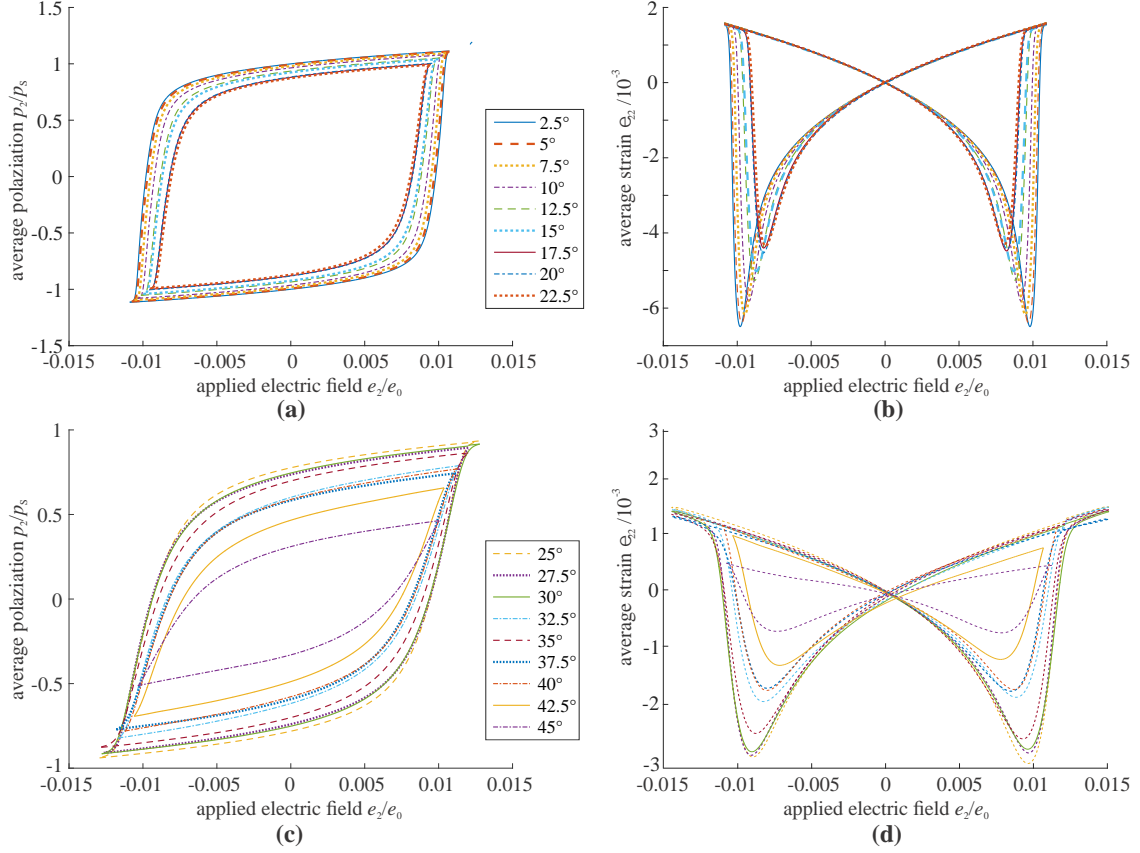 1.5
1
0.5
0
-0.5
-1
-1.5
average polaziation p₂/pₛ
-0.015 -0.01 -0.005 0 0.005 0.01 0.015
applied electric field e₂/e₀
(a)
2.5°
5°
7.5°
10°
12.5°
15°
17.5°
20°
22.5°
2
0
-2
-4
-6
average strain e₂₂ /10⁻³
-0.015 -0.01 -0.005 0 0.005 0.01 0.015
applied electric field e₂/e₀
(b)
1
0.5
0
-0.5
-1
average polaziation p₂/pₛ
-0.015 -0.01 -0.005 0 0.005 0.01 0.015
applied electric field e₂/e₀
(c)
25°
27.5°
30°
32.5°
35°
37.5°
40°
42.5°
45°
3
2
1
0
-1
-2
-3
average strain e₂₂ /10⁻³
-0.015 -0.01 -0.005 0 0.005 0.01 0.015
applied electric field e₂/e₀
(d)